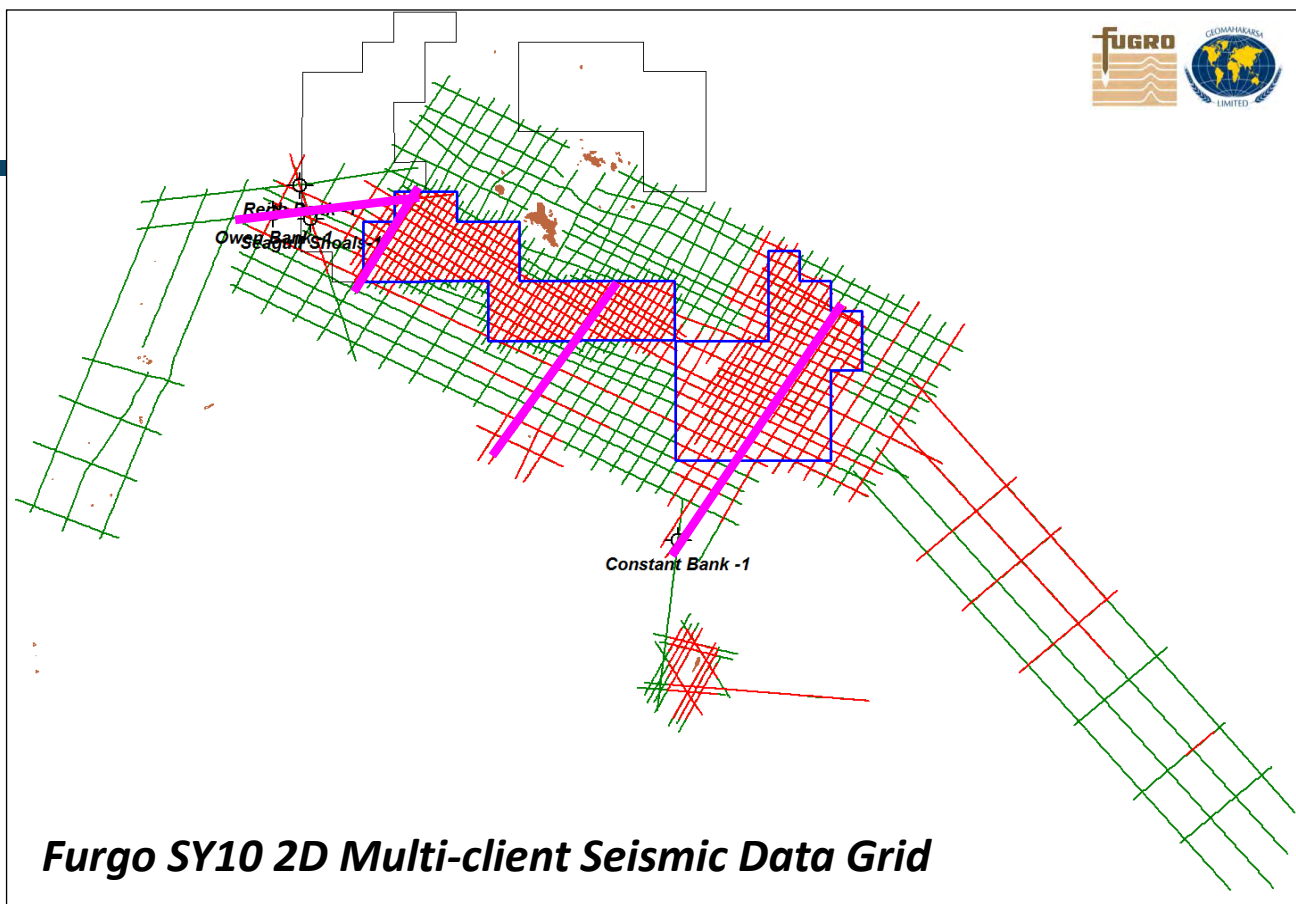 fUGRO
GEOMAHAKARSA
LIMITED
Owen Bank -1
Seagull Shoals-1
Constant Bank -1
Furgo SY10 2D Multi-client Seismic Data Grid